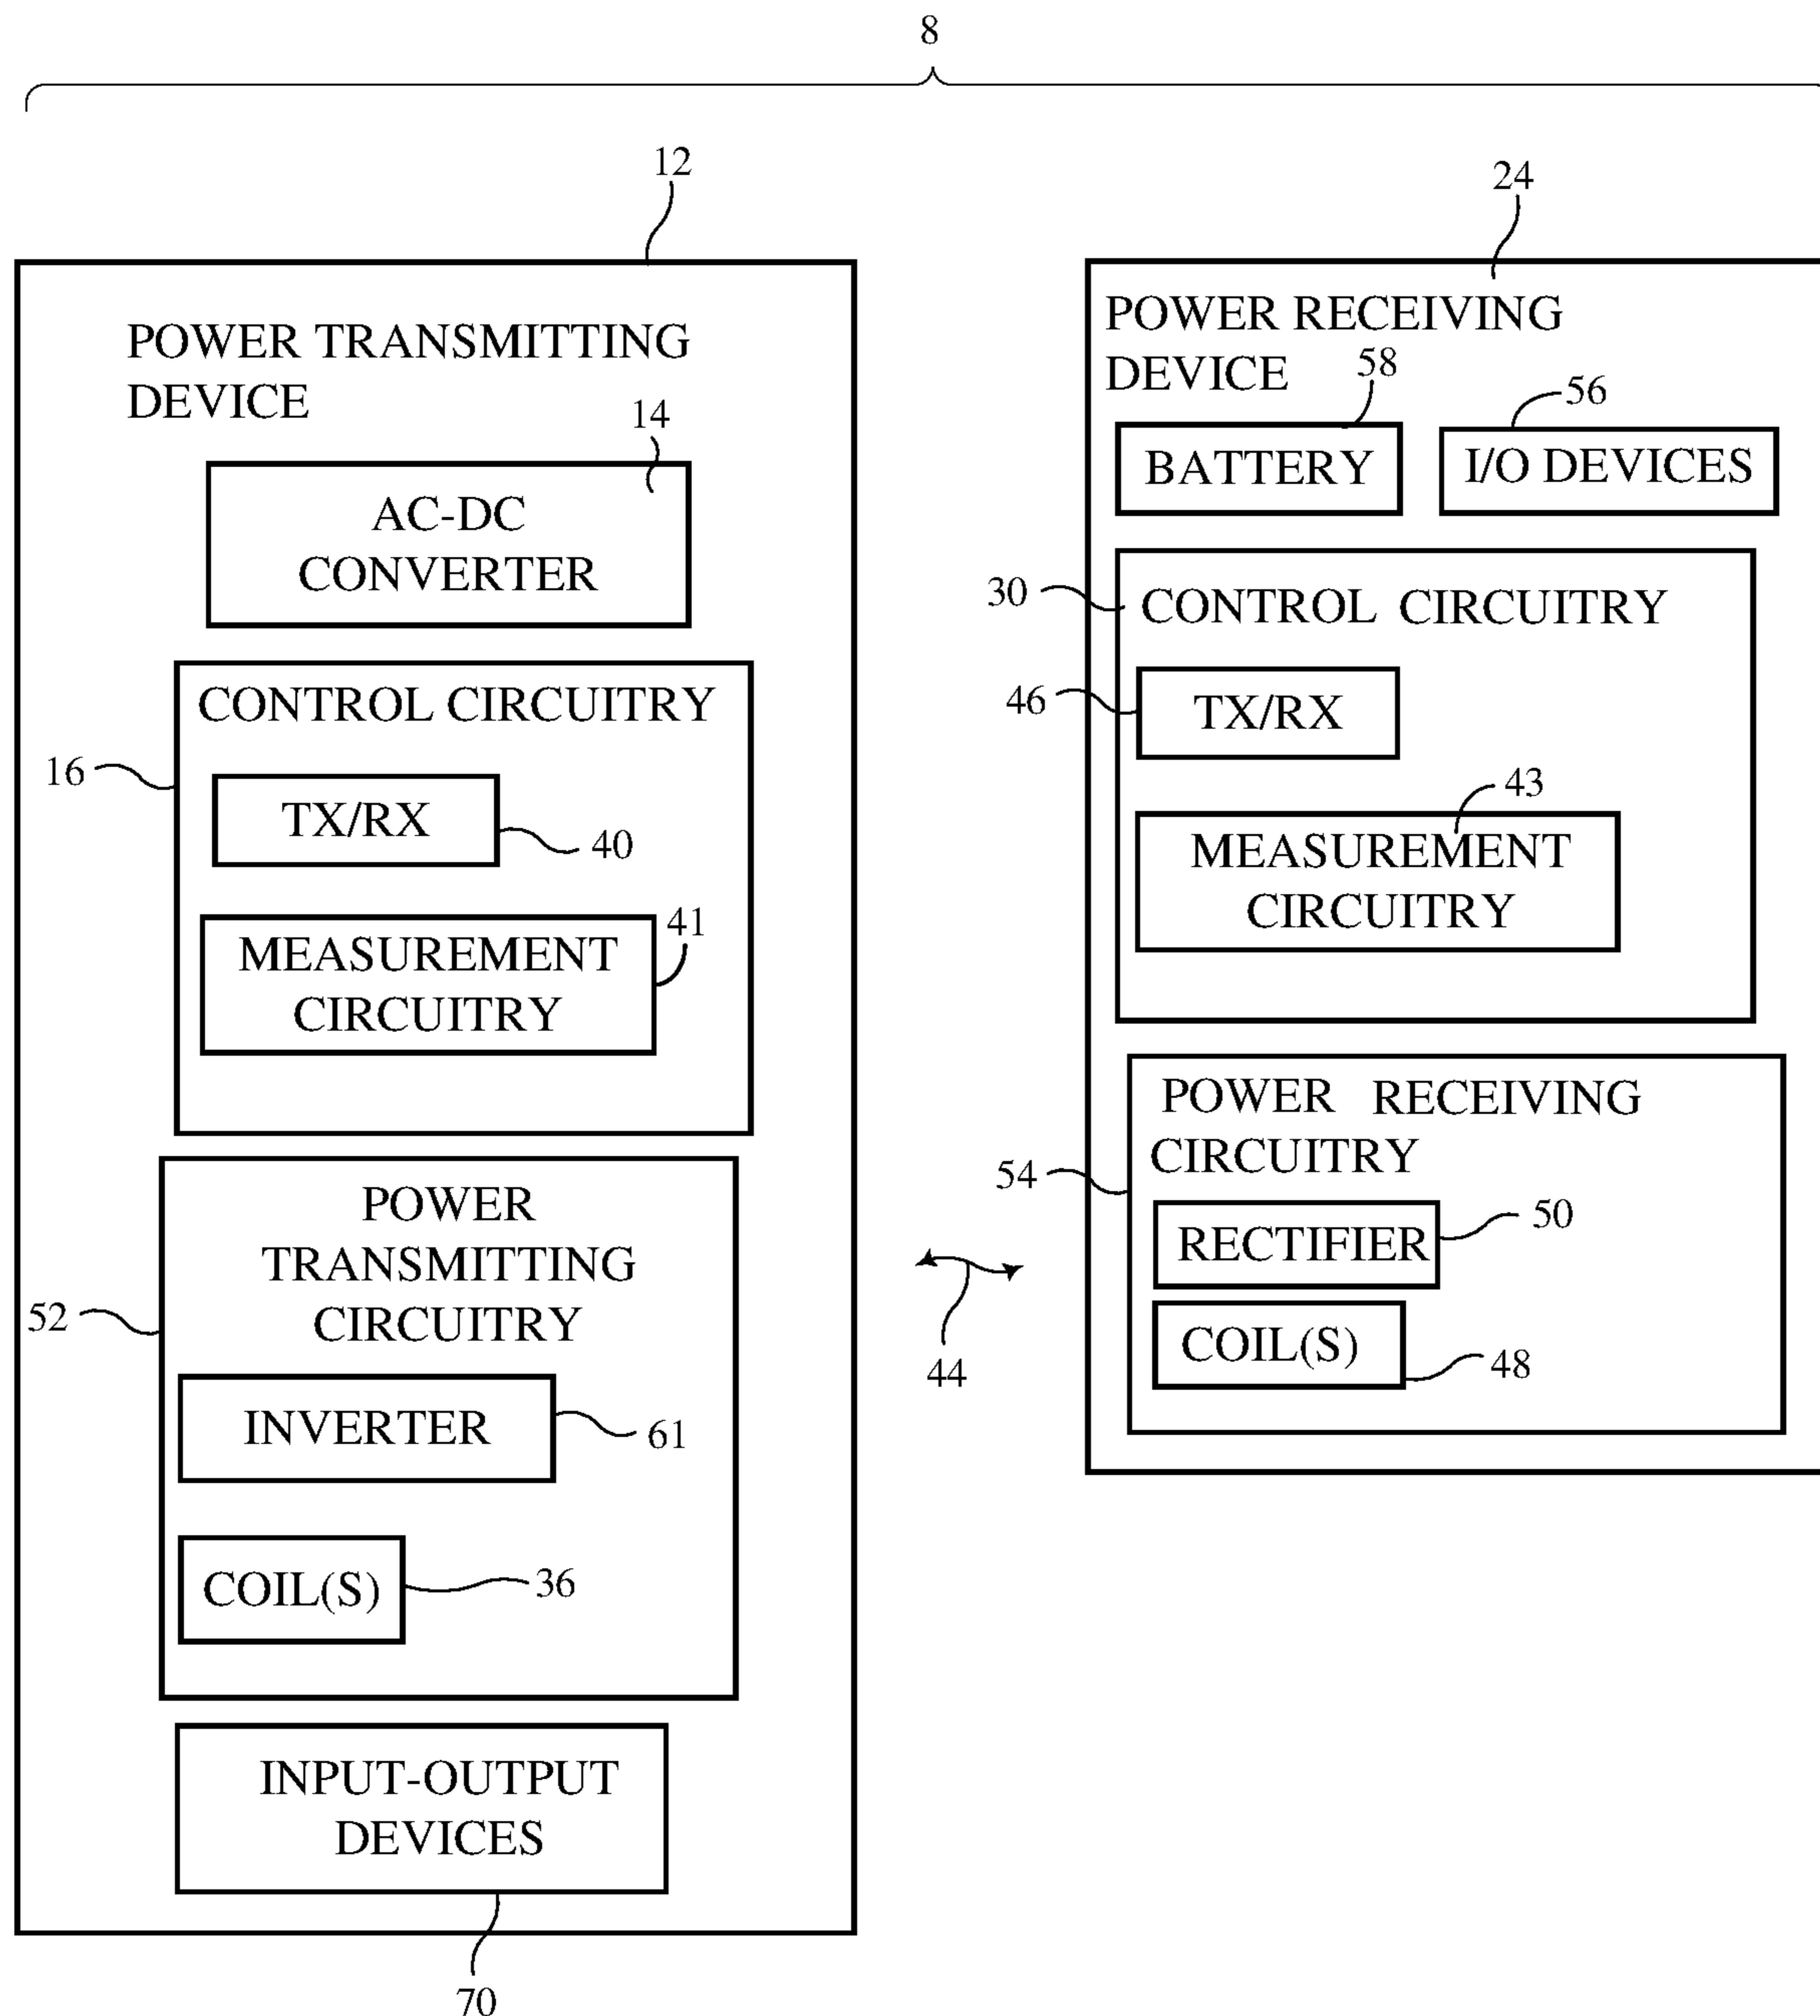 8
12
POWER TRANSMITTING
DEVICE
14
AC-DC
CONVERTER
CONTROL CIRCUITRY
16
TX/RX
40
41
MEASUREMENT
CIRCUITRY
POWER
TRANSMITTING
CIRCUITRY
52
INVERTER
61
COIL(S)
36
INPUT-OUTPUT
DEVICES
70
44
24
POWER RECEIVING
DEVICE
58
56
BATTERY
I/O DEVICES
30
CONTROL CIRCUITRY
46
TX/RX
43
MEASUREMENT
CIRCUITRY
POWER RECEIVING
CIRCUITRY
54
RECTIFIER
50
COIL(S)
48